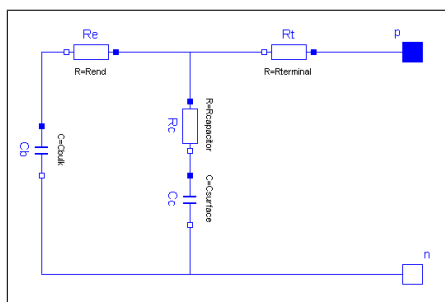 Re
R=Rend
Rt
R=Rterminal
p
Rc
R=Rcapacitor
Cb
C=Cbulk
Cc
C=Csurface
n